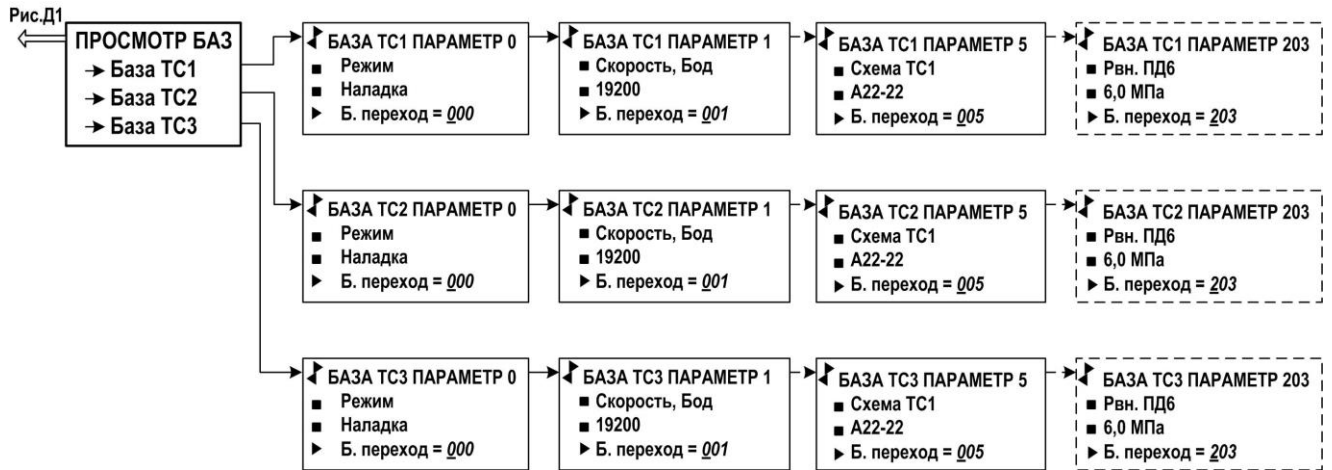 Рис.Д1
ПРОСМОТР БАЗ
База ТС1
База ТС2
База ТС3
БАЗА ТС1 ПАРАМЕТР 0
Режим
Наладка
Б. переход = 000
БАЗА ТС1 ПАРАМЕТР 1
Скорость, Бод
19200
Б. переход = 001
БАЗА ТС1 ПАРАМЕТР 5
Схема ТС1
А22-22
Б. переход = 005
БАЗА ТС1 ПАРАМЕТР 203
Рвн. ПД6
6,0 МПа
Б. переход = 203
БАЗА ТС2 ПАРАМЕТР 0
Режим
Наладка
Б. переход = 000
БАЗА ТС2 ПАРАМЕТР 1
Скорость, Бод
19200
Б. переход = 001
БАЗА ТС2 ПАРАМЕТР 5
Схема ТС1
А22-22
Б. переход = 005
БАЗА ТС2 ПАРАМЕТР 203
Рвн. ПД6
6,0 МПа
Б. переход = 203
БАЗА ТС3 ПАРАМЕТР 0
Режим
Наладка
Б. переход = 000
БАЗА ТС3 ПАРАМЕТР 1
Скорость, Бод
19200
Б. переход = 001
БАЗА ТС3 ПАРАМЕТР 5
Схема ТС1
А22-22
Б. переход = 005
БАЗА ТС3 ПАРАМЕТР 203
Рвн. ПД6
6,0 МПа
Б. переход = 203